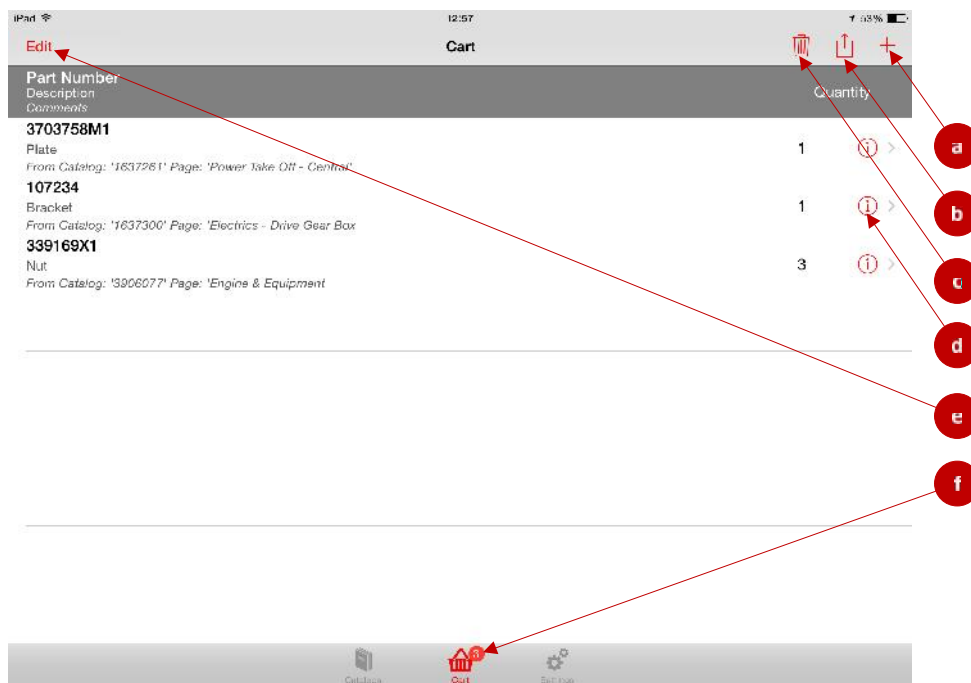 iPad 12:57 53%
Edit Cart
Part Number
Description Quantity
Comments
3703758M1
Plate 1
From Catalog: '1637261' Page: 'Power Take Off - Central'
107234
Bracket 1
From Catalog: '1637300' Page: 'Electrics - Drive Gear Box
339169X1
Nut 3
From Catalog: '3906077' Page: 'Engine & Equipment
a
b
c
d
e
f
Cart